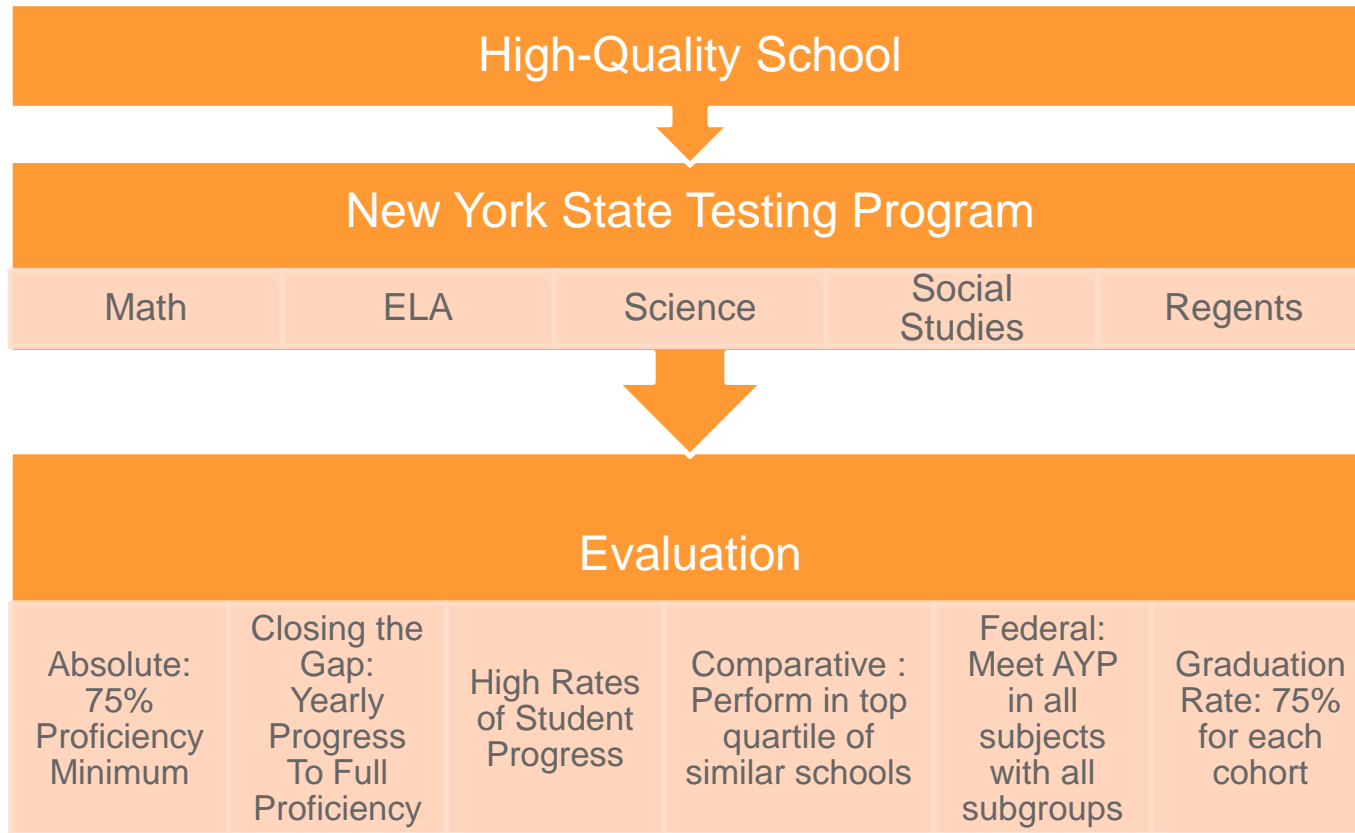 High-Quality School
New York State Testing Program
Math
ELA
Science
Social
Studies
Regents
Evaluation
Absolute:
75%
Proficiency
Minimum
Closing the
Gap:
Yearly
Progress
To Full
Proficiency
High Rates
of Student
Progress
Comparative :
Perform in top
quartile of
similar schools
Federal:
Meet AYP
in all
subjects
with all
subgroups
Graduation
Rate: 75%
for each
cohort